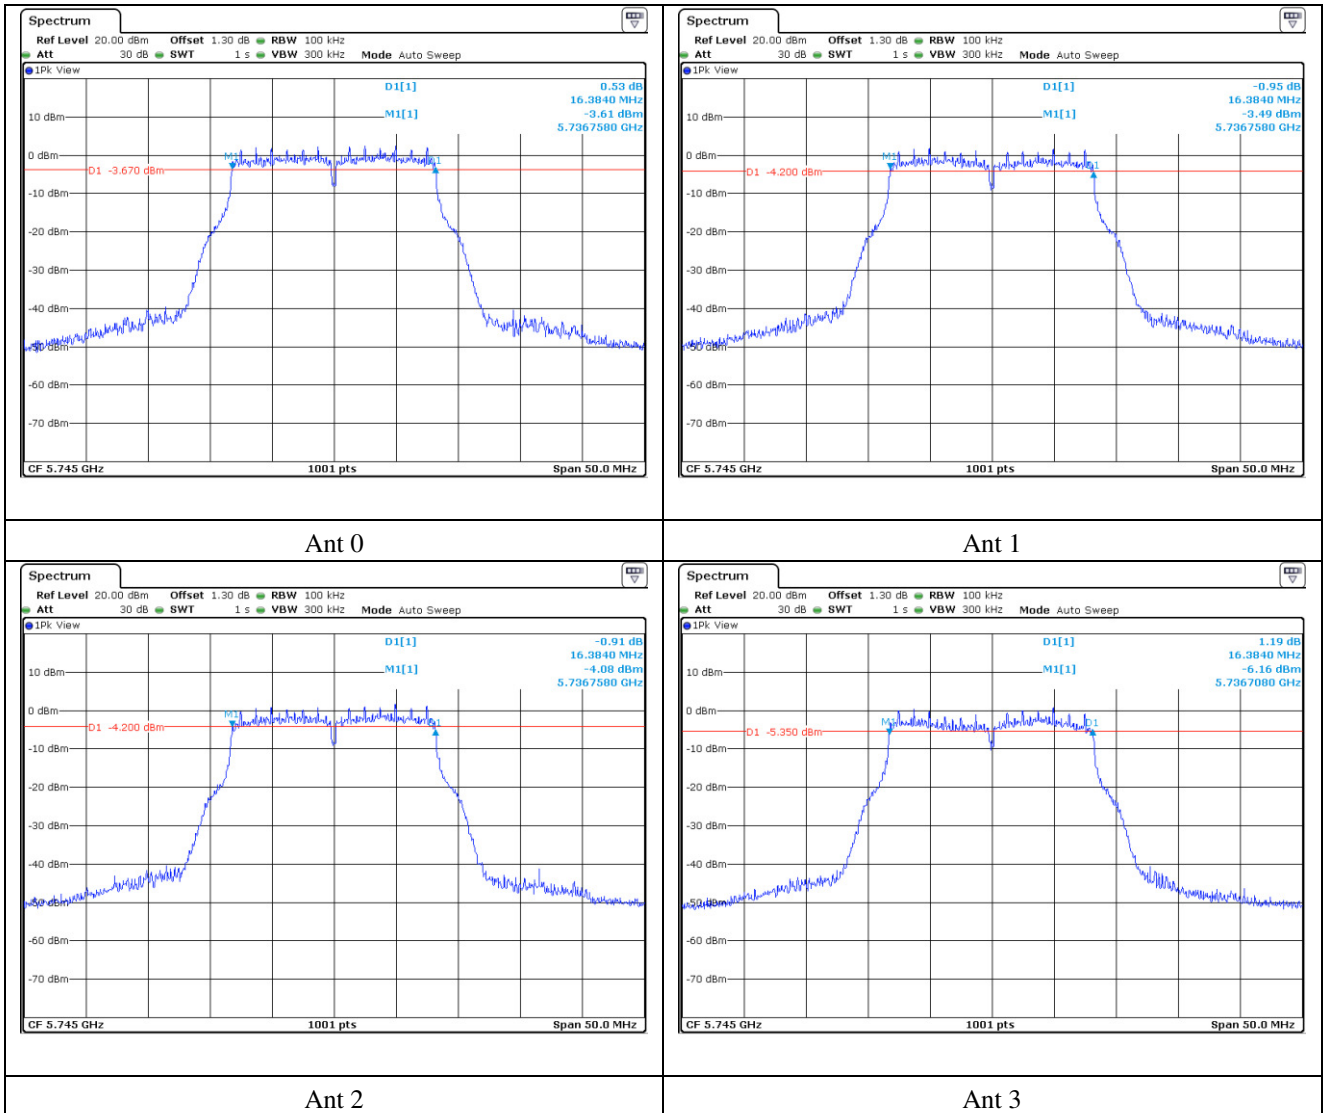 Spectrum
Ref Level 20.00 dBm Offset 1.30 dB RBW 100 kHz
Att 30 dB SWT 1 s VBW 300 kHz Mode Auto Sweep
1Pk View
D1[1] 0.53 dB
16.3840 MHz
M1[1] -3.61 dBm
5.7367580 GHz
10 dBm
0 dBm
M1
D1 -3.670 dBm
-10 dBm
-20 dBm
-30 dBm
-40 dBm
-50 dBm
-60 dBm
-70 dBm
CF 5.745 GHz 1001 pts Span 50.0 MHz
Ant 0
Spectrum
Ref Level 20.00 dBm Offset 1.30 dB RBW 100 kHz
Att 30 dB SWT 1 s VBW 300 kHz Mode Auto Sweep
1Pk View
D1[1] -0.95 dB
16.3840 MHz
M1[1] -3.49 dBm
5.7367580 GHz
10 dBm
0 dBm
M1
D1 -4.200 dBm
-10 dBm
-20 dBm
-30 dBm
-40 dBm
-50 dBm
-60 dBm
-70 dBm
CF 5.745 GHz 1001 pts Span 50.0 MHz
Ant 1
Spectrum
Ref Level 20.00 dBm Offset 1.30 dB RBW 100 kHz
Att 30 dB SWT 1 s VBW 300 kHz Mode Auto Sweep
1Pk View
D1[1] -0.91 dB
16.3840 MHz
M1[1] -4.08 dBm
5.7367580 GHz
10 dBm
0 dBm
M1
D1 -4.200 dBm
-10 dBm
-20 dBm
-30 dBm
-40 dBm
-50 dBm
-60 dBm
-70 dBm
CF 5.745 GHz 1001 pts Span 50.0 MHz
Ant 2
Spectrum
Ref Level 20.00 dBm Offset 1.30 dB RBW 100 kHz
Att 30 dB SWT 1 s VBW 300 kHz Mode Auto Sweep
1Pk View
D1[1] 1.19 dB
16.3840 MHz
M1[1] -6.16 dBm
5.7367080 GHz
10 dBm
0 dBm
M1 D1
D1 -5.350 dBm
-10 dBm
-20 dBm
-30 dBm
-40 dBm
-50 dBm
-60 dBm
-70 dBm
CF 5.745 GHz 1001 pts Span 50.0 MHz
Ant 3